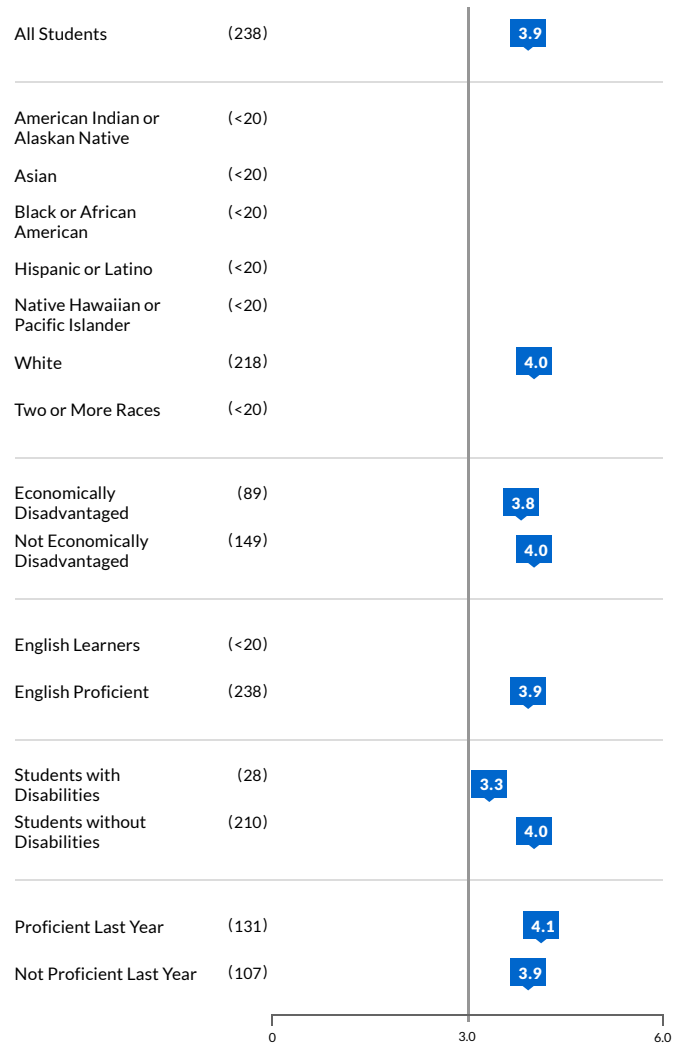 All Students (238) 3.9
American Indian or (<20)
Alaskan Native
Asian (<20)
Black or African (<20)
American
Hispanic or Latino (<20)
Native Hawaiian or (<20)
Pacific Islander
White (218) 4.0
Two or More Races (<20)
Economically (89) 3.8
Disadvantaged
Not Economically (149) 4.0
Disadvantaged
English Learners (<20)
English Proficient (238) 3.9
Students with (28) 3.3
Disabilities
Students without (210) 4.0
Disabilities
Proficient Last Year (131) 4.1
Not Proficient Last Year (107) 3.9
0 3.0 6.0